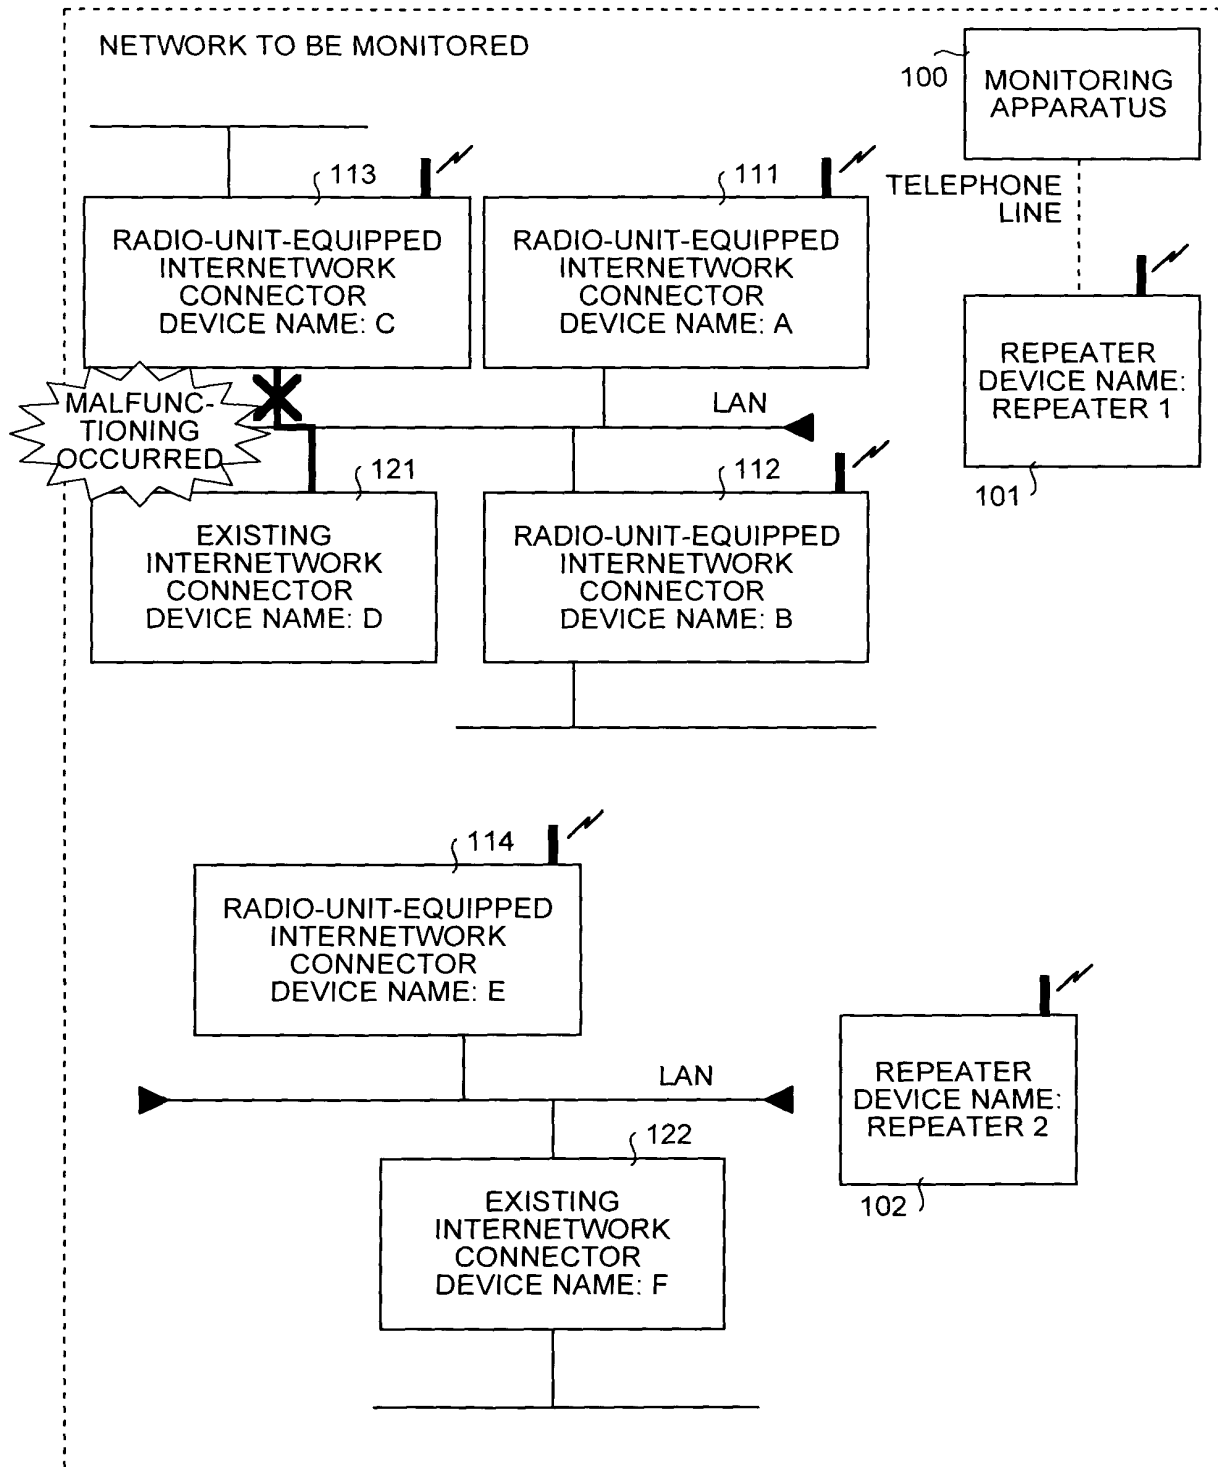 NETWORK TO BE MONITORED
100
MONITORING
APPARATUS
TELEPHONE
LINE
113
RADIO-UNIT-EQUIPPED
INTERNETWORK
CONNECTOR
DEVICE NAME: C
111
RADIO-UNIT-EQUIPPED
INTERNETWORK
CONNECTOR
DEVICE NAME: A
REPEATER
DEVICE NAME:
REPEATER 1
101
MALFUNC-
TIONING
OCCURRED
LAN
121
EXISTING
INTERNETWORK
CONNECTOR
DEVICE NAME: D
112
RADIO-UNIT-EQUIPPED
INTERNETWORK
CONNECTOR
DEVICE NAME: B
114
RADIO-UNIT-EQUIPPED
INTERNETWORK
CONNECTOR
DEVICE NAME: E
LAN
REPEATER
DEVICE NAME:
REPEATER 2
102
122
EXISTING
INTERNETWORK
CONNECTOR
DEVICE NAME: F